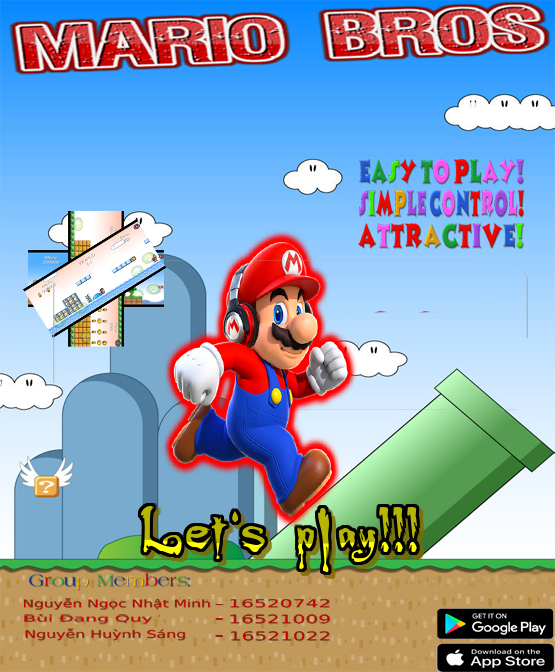 MARIO BROS
EASY TO PLAY!
SIMPLE CONTROL!
ATTRACTIVE!
M
M
?
Let's play!!!
Group Members:
Nguyễn Ngọc Nhật Minh - 16520742
Bùi Đang Quy - 16521009
Nguyễn Huỳnh Sáng - 16521022
GET IT ON
Google Play
Download on the
App Store